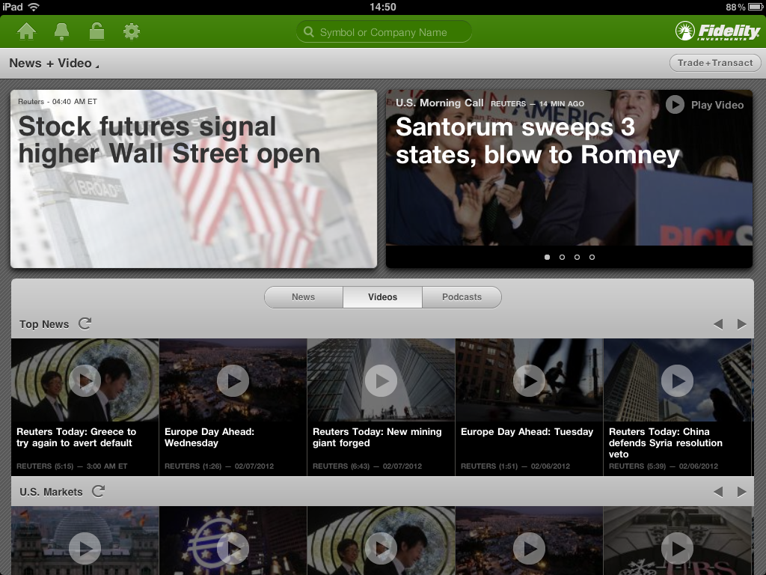 iPad 14:50 88%
Symbol or Company Name
Fidelity
INVESTMENTS
News + Video
Trade+Transact
Reuters - 04:40 AM ET
Stock futures signal
higher Wall Street open
BROAD
U.S. Morning Call REUTERS — 14 MIN AGO Play Video
Santorum sweeps 3
states, blow to Romney
RICK S
News Videos Podcasts
Top News
Reuters Today: Greece to
try again to avert default
REUTERS (5:15) — 3:00 AM ET
Europe Day Ahead:
Wednesday
REUTERS (1:26) — 02/07/2012
Reuters Today: New mining
giant forged
REUTERS (6:43) — 02/07/2012
Europe Day Ahead: Tuesday
REUTERS (1:51) — 02/06/2012
Reuters Today: China
defends Syria resolution
veto
REUTERS (5:39) — 02/06/2012
U.S. Markets
UBS